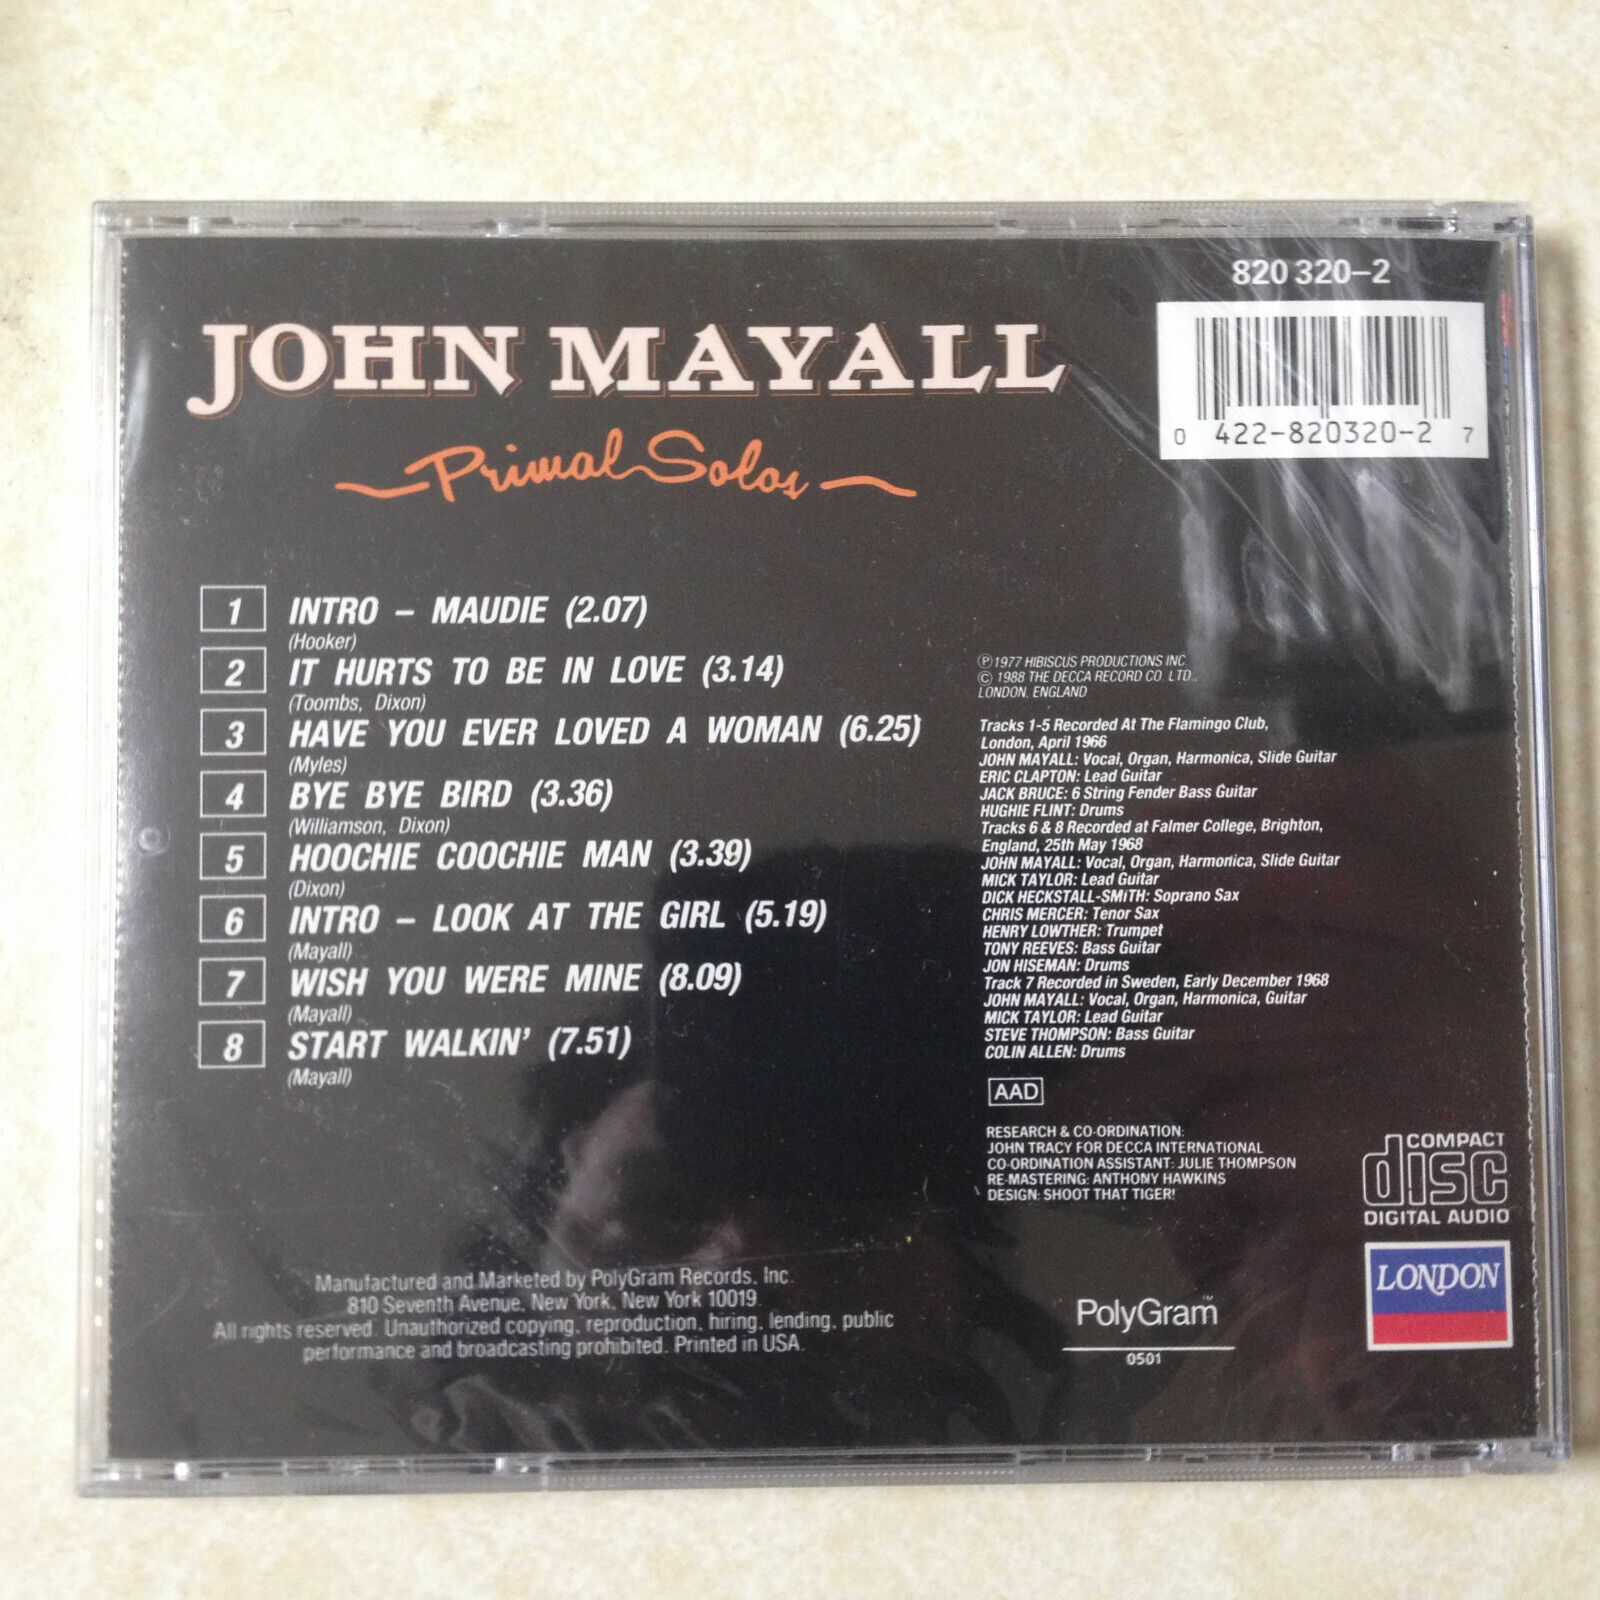 820 320-2
JOHN MAYALL
0 422-820320-2 7
Primal Solos
1 INTRO – MAUDIE (2.07)
(Hooker)
2 IT HURTS TO BE IN LOVE (3.14)
(Toombs, Dixon)
3 HAVE YOU EVER LOVED A WOMAN (6.25)
(Myles)
4 BYE BYE BIRD (3.36)
(Williamson, Dixon)
5 HOOCHIE COOCHIE MAN (3.39)
(Dixon)
6 INTRO – LOOK AT THE GIRL (5.19)
(Mayall)
7 WISH YOU WERE MINE (8.09)
(Mayall)
8 START WALKIN' (7.51)
(Mayall)
Ⓟ 1977 HIBISCUS PRODUCTIONS INC.
© 1988 THE DECCA RECORD CO. LTD.,
LONDON, ENGLAND
Tracks 1-5 Recorded At The Flamingo Club,
London, April 1966
JOHN MAYALL: Vocal, Organ, Harmonica, Slide Guitar
ERIC CLAPTON: Lead Guitar
JACK BRUCE: 6 String Fender Bass Guitar
HUGHIE FLINT: Drums
Tracks 6 & 8 Recorded at Falmer College, Brighton,
England, 25th May 1968
JOHN MAYALL: Vocal, Organ, Harmonica, Slide Guitar
MICK TAYLOR: Lead Guitar
DICK HECKSTALL-SMiTH: Soprano Sax
CHRIS MERCER: Tenor Sax
HENRY LOWTHER: Trumpet
TONY REEVES: Bass Guitar
JON HISEMAN: Drums
Track 7 Recorded in Sweden, Early December 1968
JOHN MAYALL: Vocal, Organ, Harmonica, Guitar
MICK TAYLOR: Lead Guitar
STEVE THOMPSON: Bass Guitar
COLIN ALLEN: Drums
AAD
RESEARCH & CO-ORDINATION:
JOHN TRACY FOR DECCA INTERNATIONAL
CO-ORDINATION ASSISTANT: JULIE THOMPSON
RE-MASTERING: ANTHONY HAWKINS
DESIGN: SHOOT THAT TIGER!
COMPACT
disc
DIGITAL AUDIO
Manufactured and Marketed by PolyGram Records, Inc.
810 Seventh Avenue, New York, New York 10019.
All rights reserved. Unauthorized copying, reproduction, hiring, lending, public
performance and broadcasting prohibited. Printed in USA.
PolyGram™
0501
LONDON